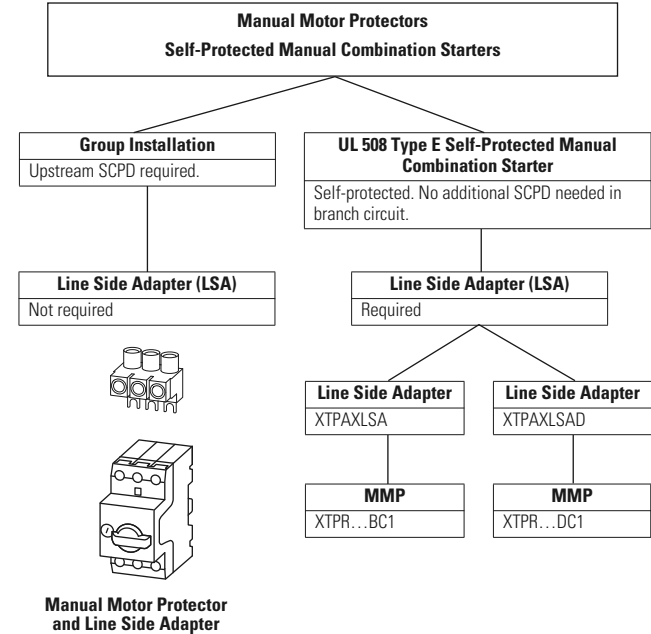 Manual Motor Protectors
Self-Protected Manual Combination Starters
Group Installation
Upstream SCPD required.
UL 508 Type E Self-Protected Manual
Combination Starter
Self-protected. No additional SCPD needed in
branch circuit.
Line Side Adapter (LSA)
Not required
Line Side Adapter (LSA)
Required
Line Side Adapter
XTPAXLSA
Line Side Adapter
XTPAXLSAD
MMP
XTPR…BC1
MMP
XTPR…DC1
Manual Motor Protector
and Line Side Adapter